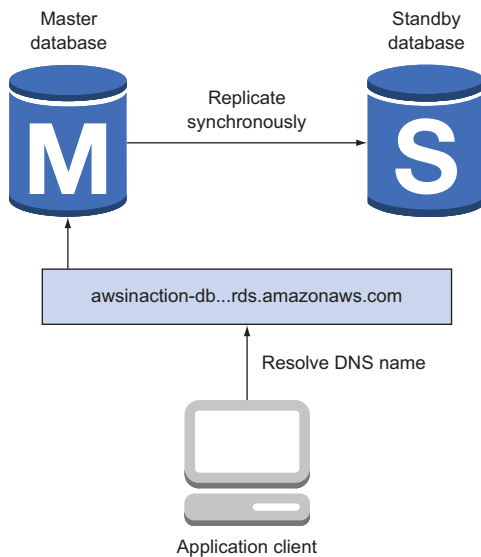 Master
database
Standby
database
Replicate
synchronously
M
S
awsinaction-db...rds.amazonaws.com
Resolve DNS name
Application client